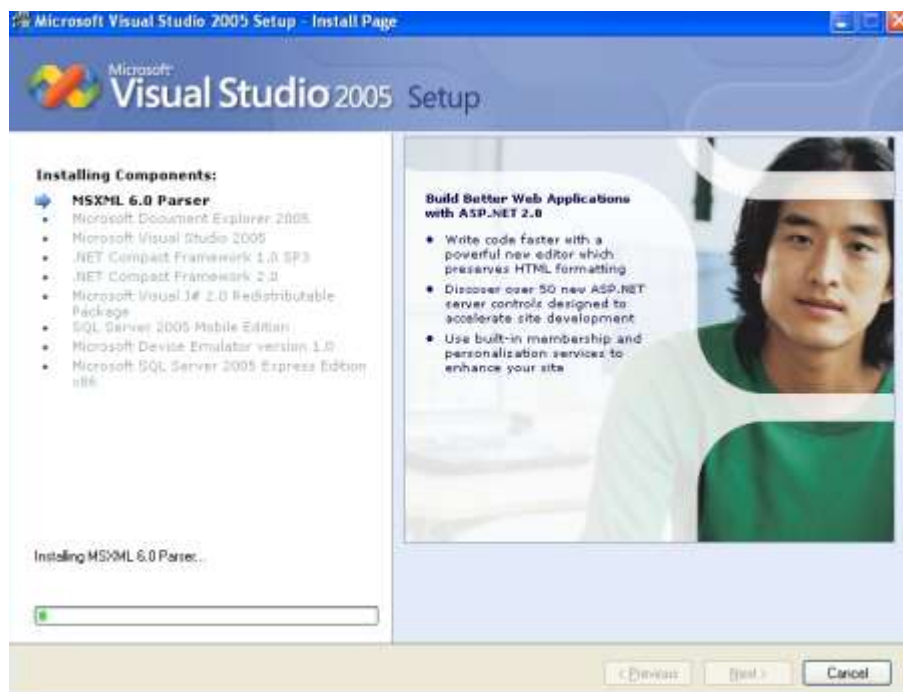 Microsoft Visual Studio 2005 Setup - Install Page
Microsoft
Visual Studio 2005 Setup
Installing Components:
MSXML 6.0 Parser
Microsoft Document Explorer 2005
Microsoft Visual Studio 2005
.NET Compact Framework 1.0 SP3
.NET Compact Framework 2.0
Microsoft Visual J# 2.0 Redistributable
Package
SQL Server 2005 Mobile Edition
Microsoft Device Emulator version 1.0
Microsoft SQL Server 2005 Express Edition
x86
Installing MSXML 6.0 Parser...
Build Better Web Applications
with ASP.NET 2.0
Write code faster with a
powerful new editor which
preserves HTML formatting
Discover over 50 new ASP.NET
server controls designed to
accelerate site development
Use built-in membership and
personalization services to
enhance your site
< Previous
Next >
Cancel